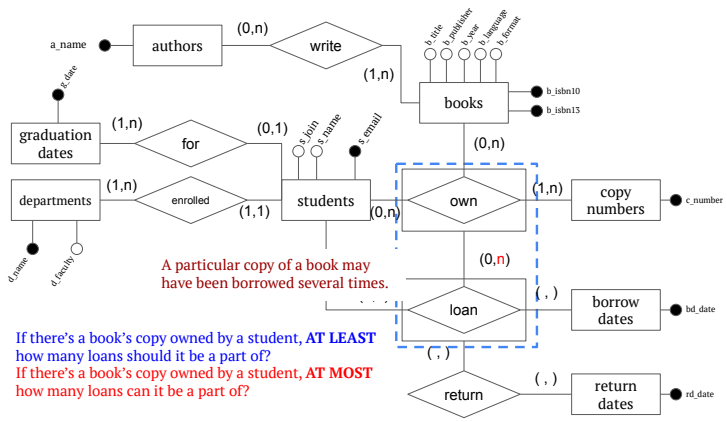 b_title
b_publisher
b_year
b_language
b_format
(0,n)
a_name
authors
write
g_date
(1,n)
books
b_isbn10
b_isbn13
(1,n)
(0,1)
s_join
s_name
s_email
graduation
dates
for
(0,n)
(1,n)
departments
enrolled
students
own
(1,n)
copy
numbers
c_number
(1,1)
(0,n)
d_name
d_faculty
(0,n)
A particular copy of a book may
have been borrowed several times.
( , )
loan
borrow
dates
bd_date
If there's a book's copy owned by a student, AT LEAST
how many loans should it be a part of?
( , )
If there's a book's copy owned by a student, AT MOST
how many loans can it be a part of?
( , )
return
return
dates
rd_date